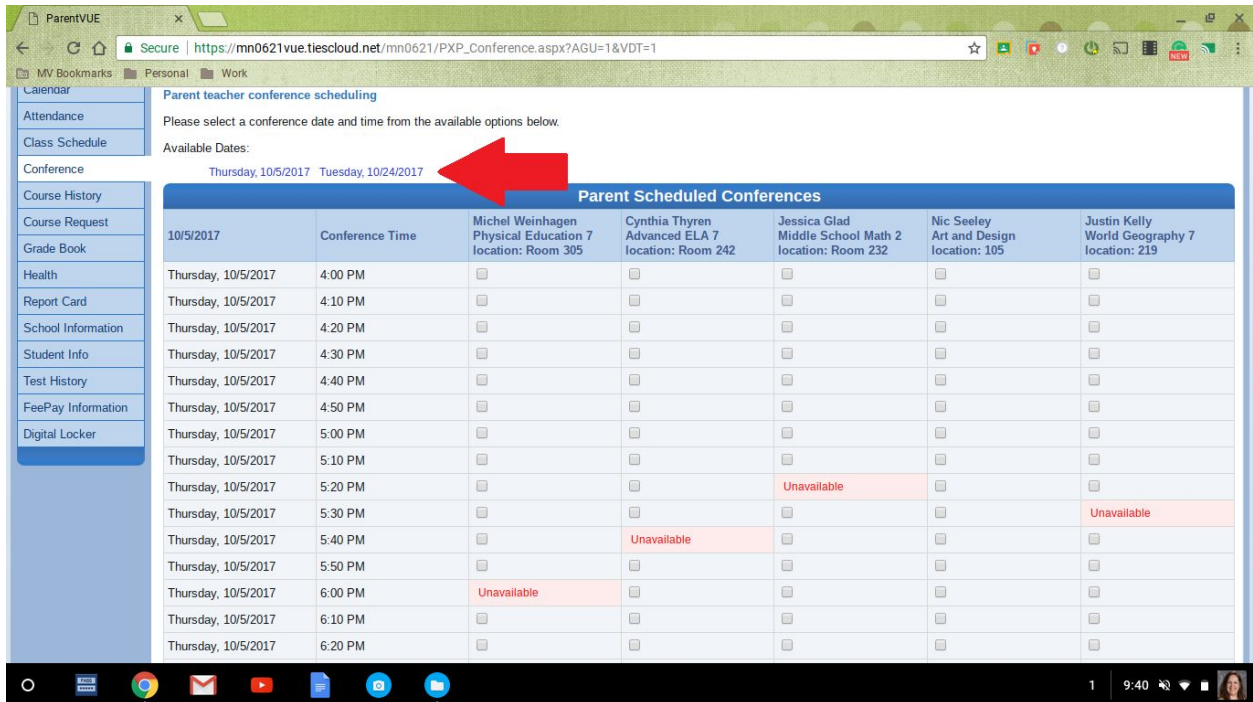 ParentVUE
Secure | https://mn0621vue.tiescloud.net/mn0621/PXP_Conference.aspx?AGU=1&VDT=1
NEW
MV Bookmarks Personal Work
Calendar
Attendance
Class Schedule
Conference
Course History
Course Request
Grade Book
Health
Report Card
School Information
Student Info
Test History
FeePay Information
Digital Locker
Parent teacher conference scheduling
Please select a conference date and time from the available options below.
Available Dates:
Thursday, 10/5/2017 Tuesday, 10/24/2017
Parent Scheduled Conferences
10/5/2017 Conference Time
Michel Weinhagen
Physical Education 7
location: Room 305
Cynthia Thyren
Advanced ELA 7
location: Room 242
Jessica Glad
Middle School Math 2
location: Room 232
Nic Seeley
Art and Design
location: 105
Justin Kelly
World Geography 7
location: 219
Thursday, 10/5/2017 4:00 PM
Thursday, 10/5/2017 4:10 PM
Thursday, 10/5/2017 4:20 PM
Thursday, 10/5/2017 4:30 PM
Thursday, 10/5/2017 4:40 PM
Thursday, 10/5/2017 4:50 PM
Thursday, 10/5/2017 5:00 PM
Thursday, 10/5/2017 5:10 PM
Thursday, 10/5/2017 5:20 PM Unavailable
Thursday, 10/5/2017 5:30 PM Unavailable
Thursday, 10/5/2017 5:40 PM Unavailable
Thursday, 10/5/2017 5:50 PM
Thursday, 10/5/2017 6:00 PM Unavailable
Thursday, 10/5/2017 6:10 PM
Thursday, 10/5/2017 6:20 PM
1 9:40